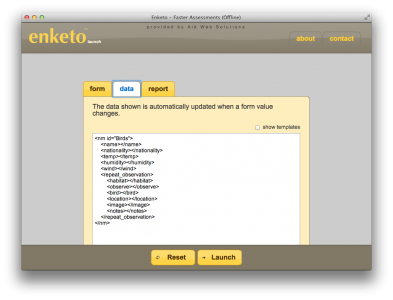 Enketo – Faster Assessments (Offline)
provided by Aid Web Solutions
enketo launch
about
contact
form
data
report
The data shown is automatically updated when a form value
changes.
show templates
<nm id="Birds">
<name></name>
<nationality></nationality>
<temp></temp>
<humidity></humidity>
<wind></wind>
<repeat_observation>
<habitat></habitat>
<observe></observe>
<bird></bird>
<location></location>
<image></image>
<notes></notes>
</repeat_observation>
</nm>
Reset
Launch